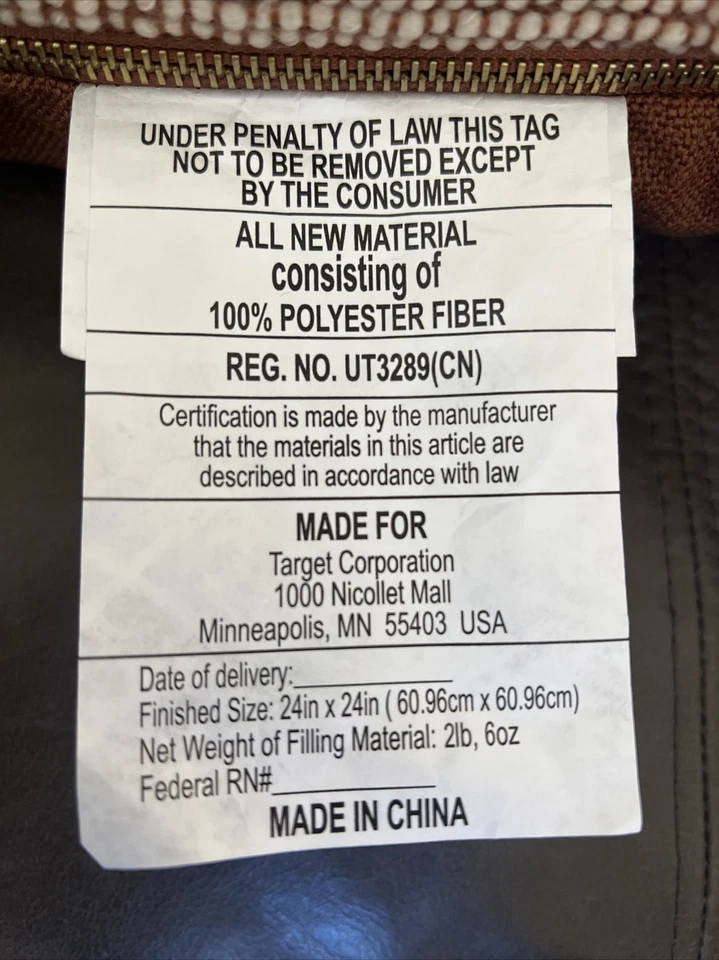 UNDER PENALTY OF LAW THIS TAG
NOT TO BE REMOVED EXCEPT
BY THE CONSUMER
ALL NEW MATERIAL
consisting of
100% POLYESTER FIBER
REG. NO. UT3289(CN)
Certification is made by the manufacturer
that the materials in this article are
described in accordance with law
MADE FOR
Target Corporation
1000 Nicollet Mall
Minneapolis, MN 55403 USA
Date of delivery:____________
Finished Size: 24in x 24in ( 60.96cm x 60.96cm)
Net Weight of Filling Material: 2lb, 6oz
Federal RN#____________
MADE IN CHINA